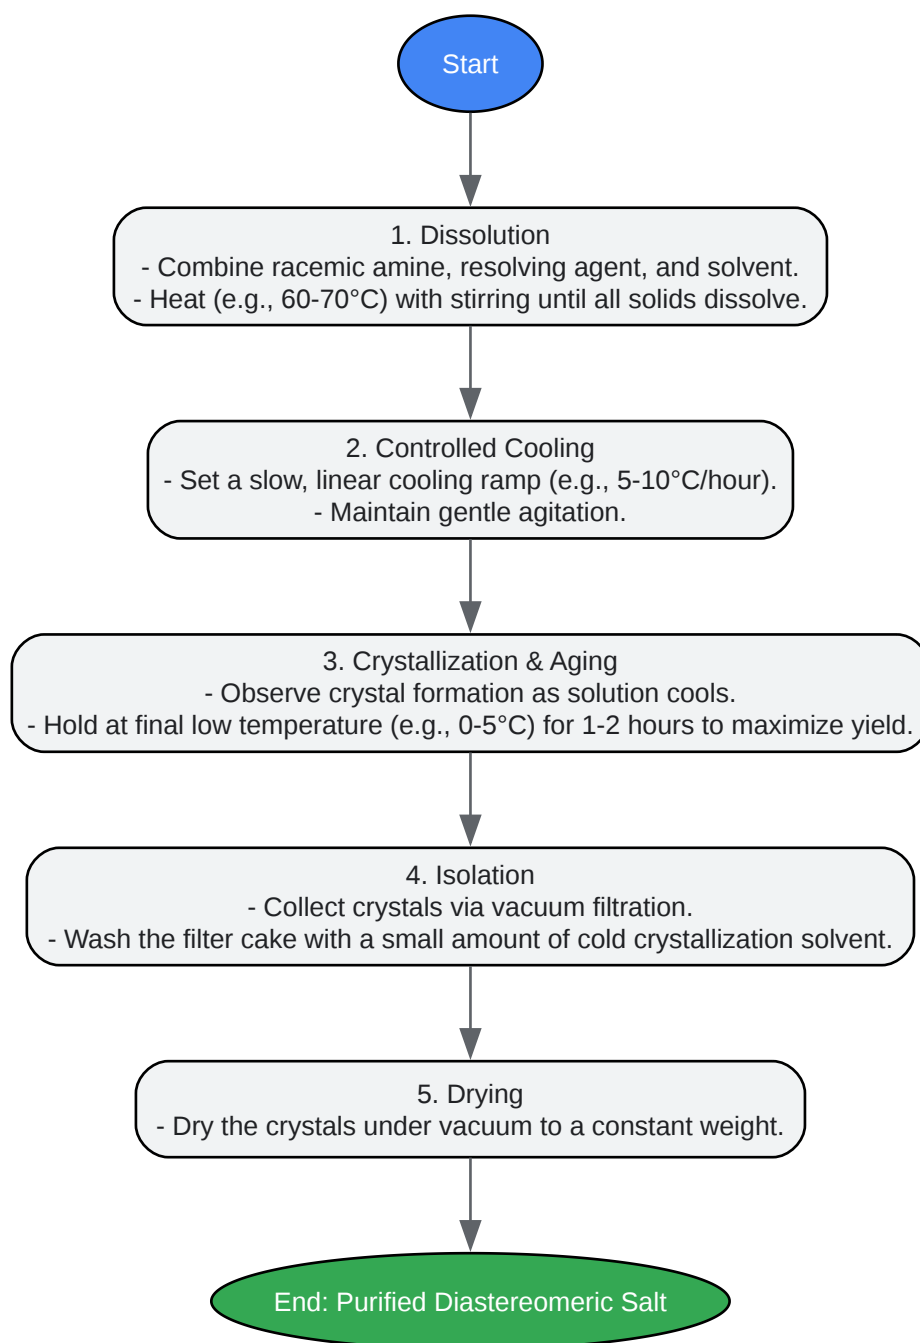 Start
1. Dissolution
- Combine racemic amine, resolving agent, and solvent.
- Heat (e.g., 60-70°C) with stirring until all solids dissolve.
2. Controlled Cooling
- Set a slow, linear cooling ramp (e.g., 5-10°C/hour).
- Maintain gentle agitation.
3. Crystallization & Aging
- Observe crystal formation as solution cools.
- Hold at final low temperature (e.g., 0-5°C) for 1-2 hours to maximize yield.
4. Isolation
- Collect crystals via vacuum filtration.
- Wash the filter cake with a small amount of cold crystallization solvent.
5. Drying
- Dry the crystals under vacuum to a constant weight.
End: Purified Diastereomeric Salt